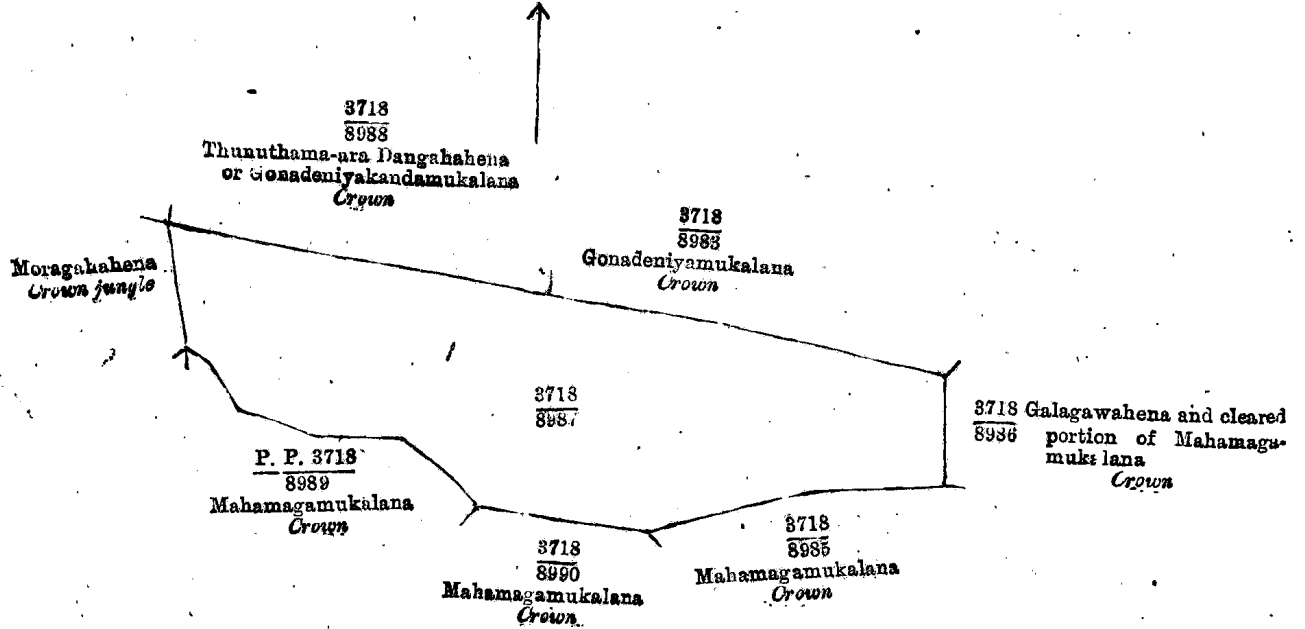 3718
8988
Thunuthama-ara Dangahahena
or Gonadeniyakandamukalana
Crown
3718
8983
Gonadeniyamukalana
Crown
Moragahahena
Crown jungle
3718
8987
3718 Galagawahena and cleared
8986 portion of Mahamaga-
mukalana
Crown
P. P. 3718
8989
Mahamagamukalana
Crown
3718
8985
Mahamagamukalana
Crown
3718
8990
Mahamagamukalana
Crown